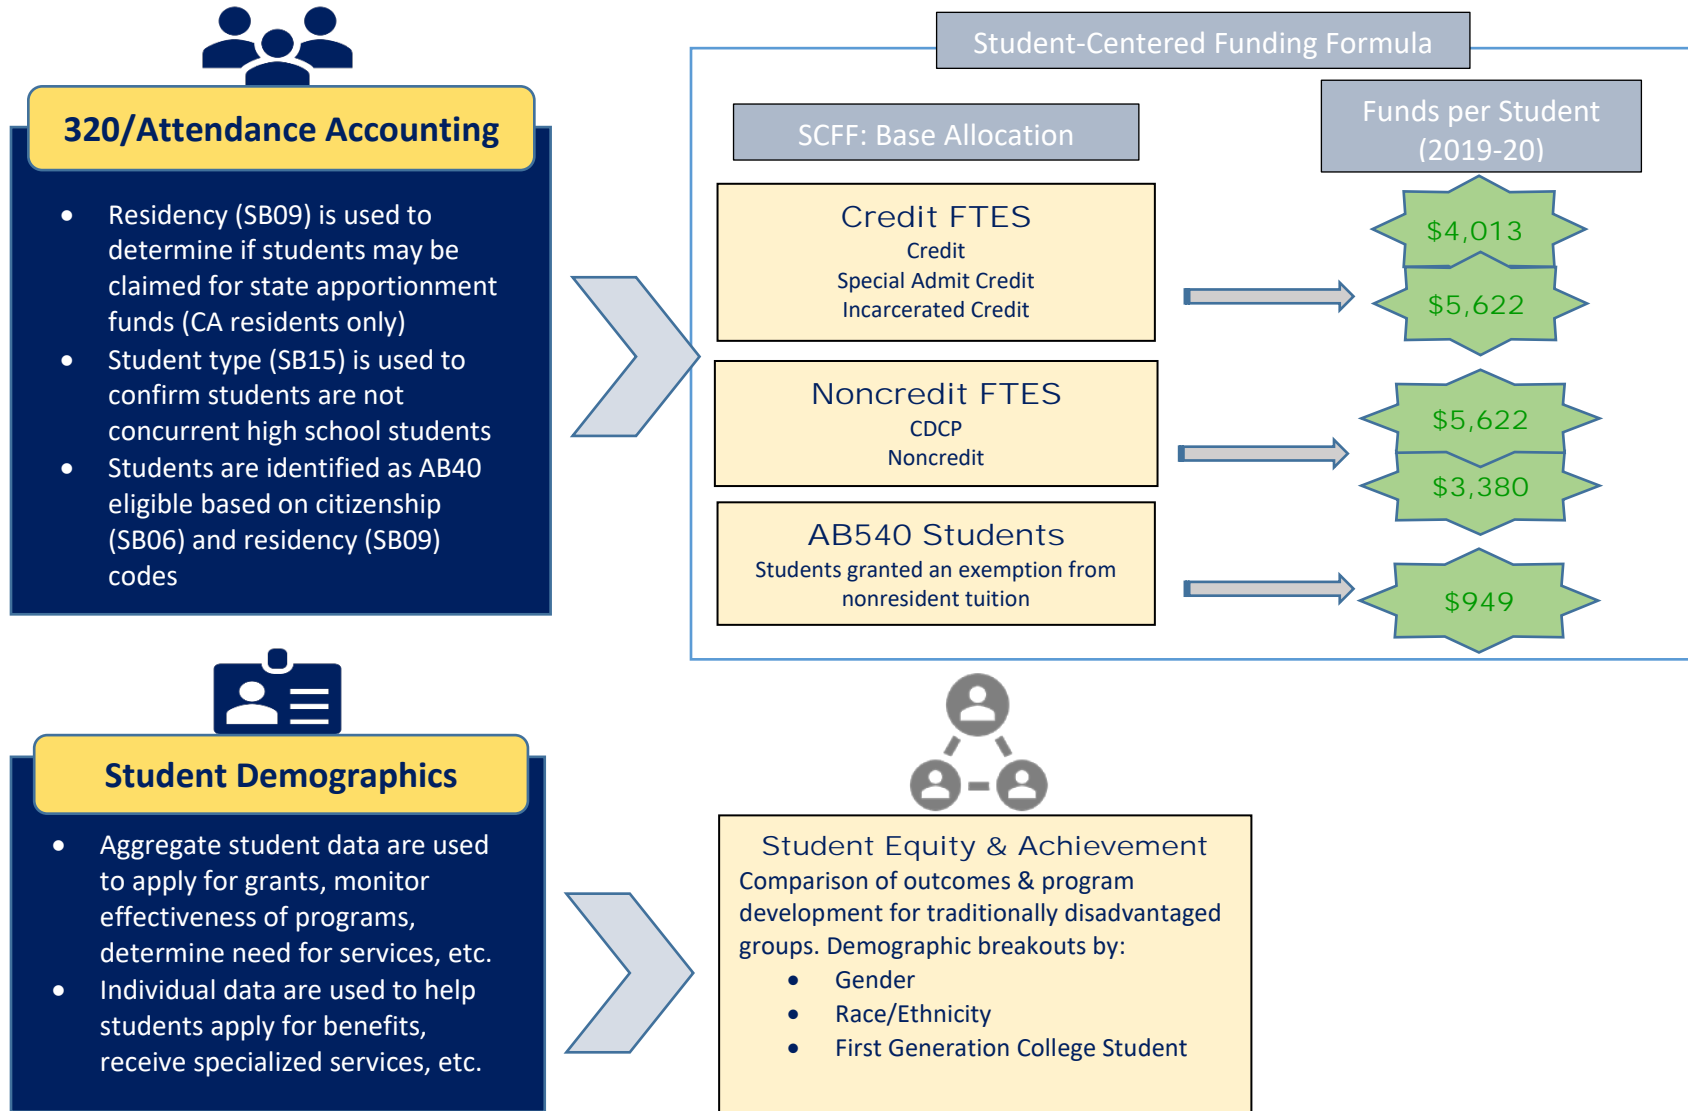 320/Attendance Accounting
• Residency (SB09) is used to
determine if students may be
claimed for state apportionment
funds (CA residents only)
• Student type (SB15) is used to
confirm students are not
concurrent high school students
• Students are identified as AB40
eligible based on citizenship
(SB06) and residency (SB09)
codes
Student-Centered Funding Formula
SCFF: Base Allocation
Funds per Student
(2019-20)
Credit FTES
Credit
Special Admit Credit
Incarcerated Credit
$4,013
$5,622
Noncredit FTES
CDCP
Noncredit
$5,622
$3,380
AB540 Students
Students granted an exemption from
nonresident tuition
$949
Student Demographics
• Aggregate student data are used
to apply for grants, monitor
effectiveness of programs,
determine need for services, etc.
• Individual data are used to help
students apply for benefits,
receive specialized services, etc.
Student Equity & Achievement
Comparison of outcomes & program
development for traditionally disadvantaged
groups. Demographic breakouts by:
• Gender
• Race/Ethnicity
• First Generation College Student